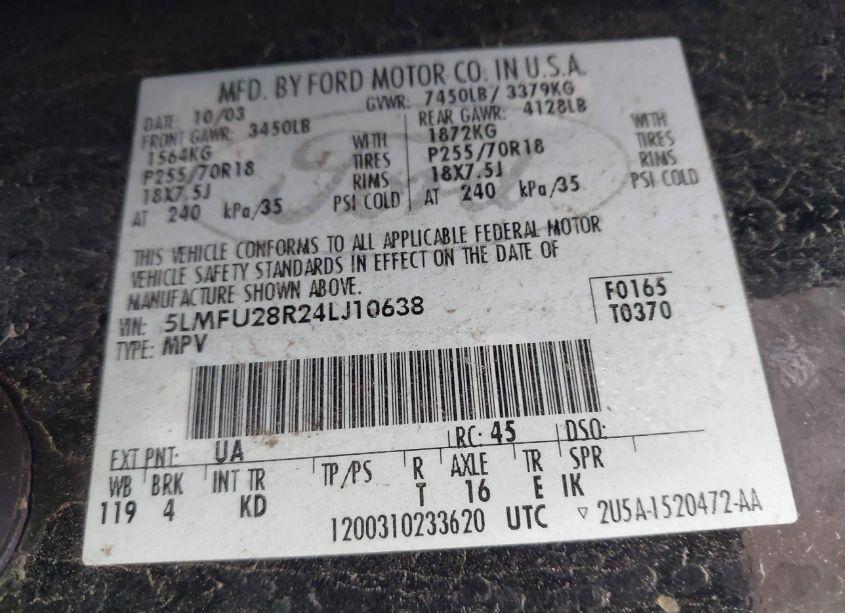 MFD. BY FORD MOTOR CO. IN U.S.A.
DATE: 10/03 GVWR: 7450LB/ 3379KG
FRONT GAWR: 3450LB REAR GAWR: 4128LB
1564KG WITH 1872KG WITH
P255/70R18 TIRES P255/70R18 TIRES
18X7.5J RIMS 18X7.5J RIMS
AT 240 kPa/35 PSI COLD AT 240 kPa/35 PSI COLD
Ford
THIS VEHICLE CONFORMS TO ALL APPLICABLE FEDERAL MOTOR
VEHICLE SAFETY STANDARDS IN EFFECT ON THE DATE OF
MANUFACTURE SHOWN ABOVE.
VIN: 5LMFU28R24LJ10638 F0165
TYPE: MPV T0370
EXT PNT: UA RC: 45 DSO:
WB BRK INT TR TP/PS R AXLE TR SPR
119 4 KD T 16 E IK
1200310233620 UTC ▽ 2U5A-1520472-AA